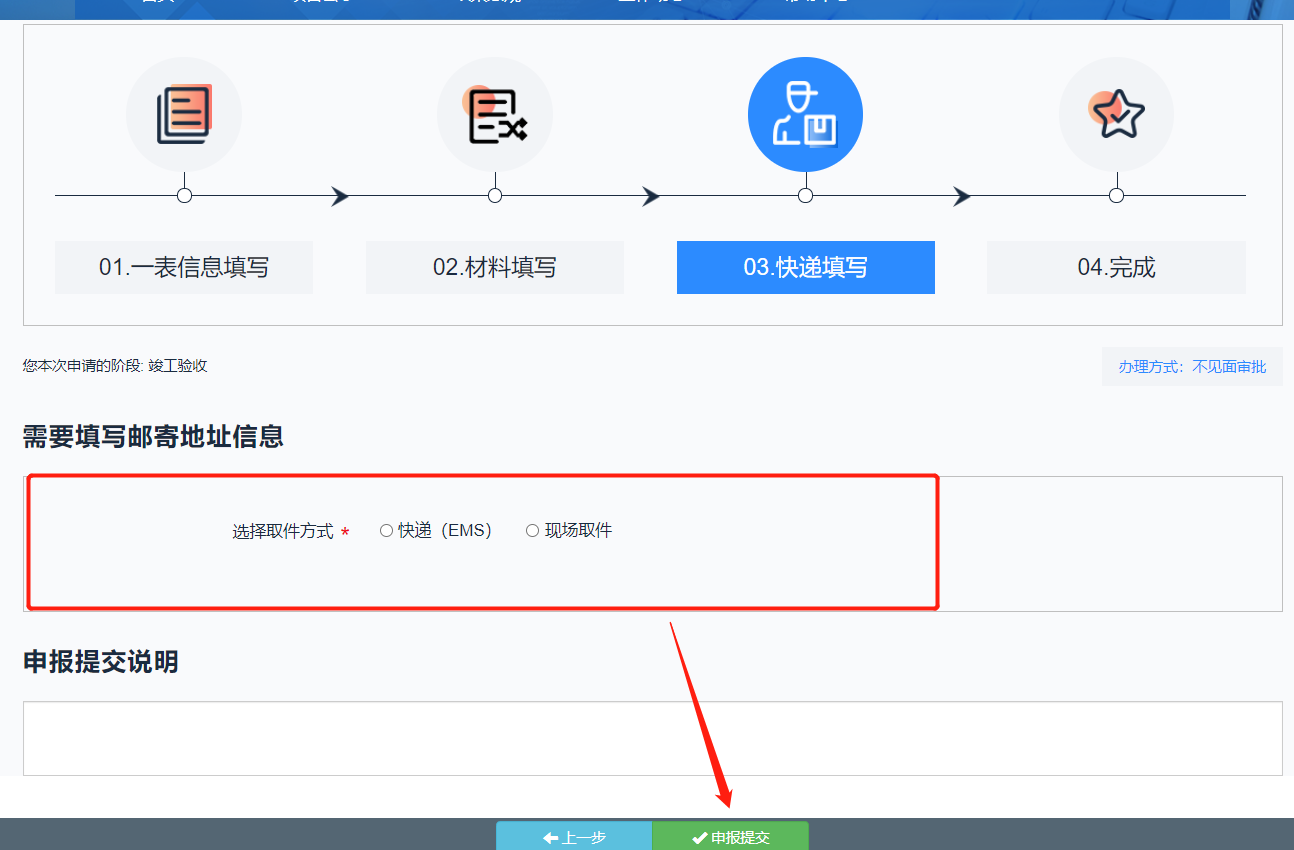 01.一表信息填写
02.材料填写
03.快递填写
04.完成
您本次申请的阶段: 竣工验收
办理方式：不见面审批
需要填写邮寄地址信息
选择取件方式 * 快递（EMS） 现场取件
申报提交说明
上一步 申报提交